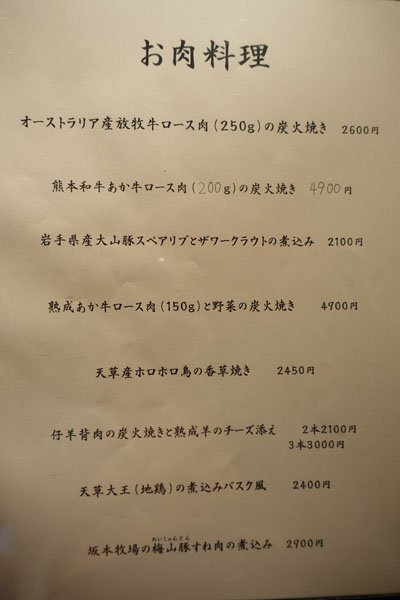 お肉料理
オーストラリア産放牧牛ロース肉(250g)の炭火焼き 2600円
熊本和牛あか牛ロース肉(200g)の炭火焼き 4900円
岩手県産大山豚スペアリブとザワークラウトの煮込み 2100円
熟成あか牛ロース肉(150g)と野菜の炭火焼き 4900円
天草産ホロホロ鳥の香草焼き 2450円
仔羊背肉の炭火焼きと熟成羊のチーズ添え 2本2100円
3本3000円
天草大王(地鶏)の煮込みバスク風 2400円
めいしゃんとん
坂本牧場の梅山豚すね肉の煮込み 2900円